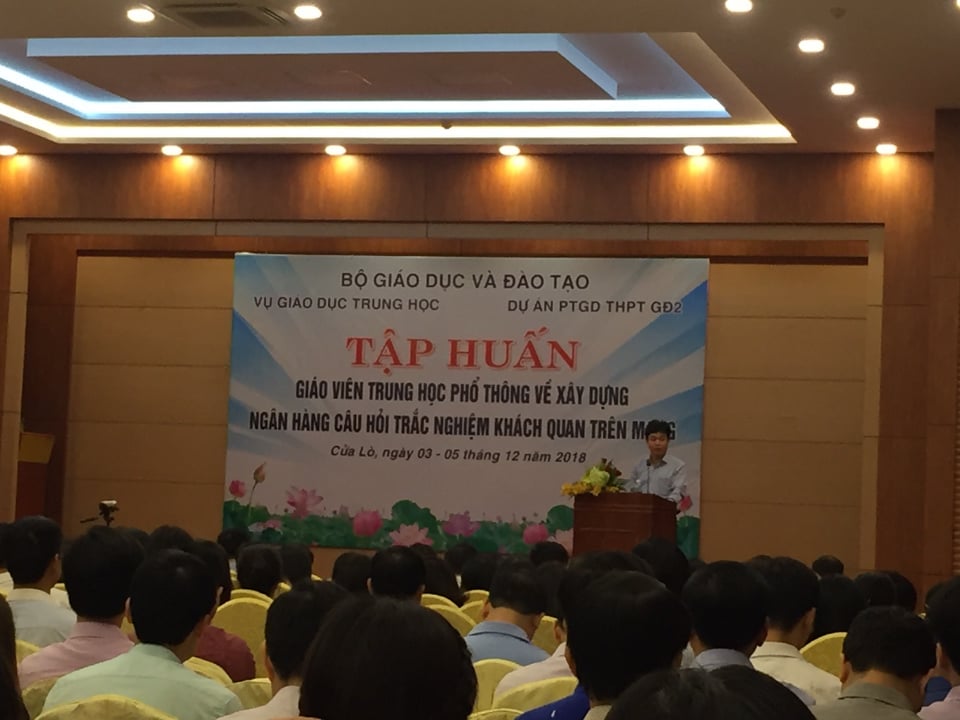 BỘ GIÁO DỤC VÀ ĐÀO TẠO
VỤ GIÁO DỤC TRUNG HỌC DỰ ÁN PTGD THPT GĐ2
TẬP HUẤN
GIÁO VIÊN TRUNG HỌC PHỔ THÔNG VỀ XÂY DỰNG
NGÂN HÀNG CÂU HỎI TRẮC NGHIỆM KHÁCH QUAN TRÊN
Cửa Lò, ngày 03 - 05 tháng 12 năm 2018